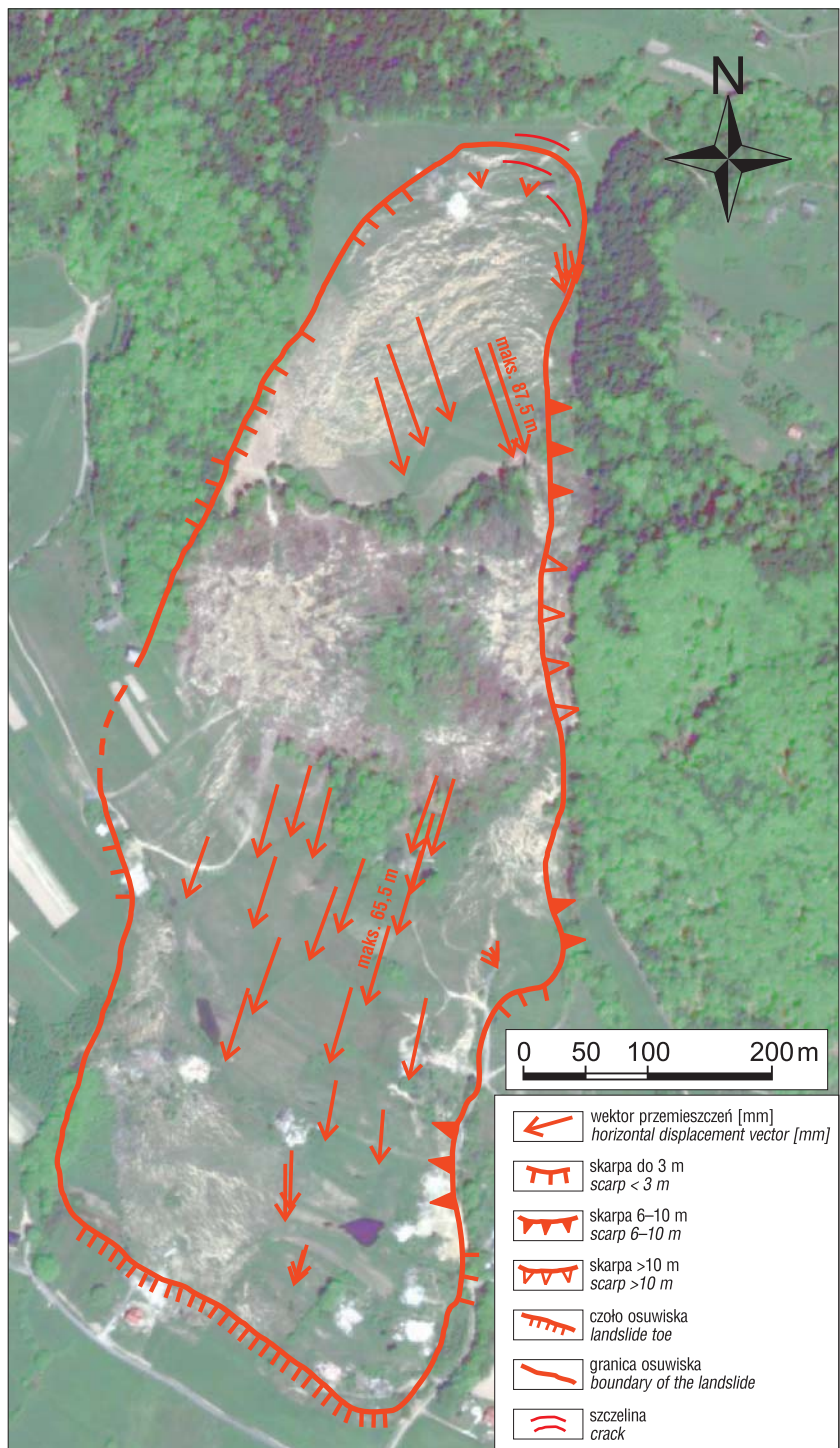 N
maks. 87,5 m
maks. 65,5 m
0 50 100 200 m
wektor przemieszczeń [mm]
horizontal displacement vector [mm]
skarpa do 3 m
scarp < 3 m
skarpa 6–10 m
scarp 6–10 m
skarpa >10 m
scarp >10 m
czoło osuwiska
landslide toe
granica osuwiska
boundary of the landslide
szczelina
crack